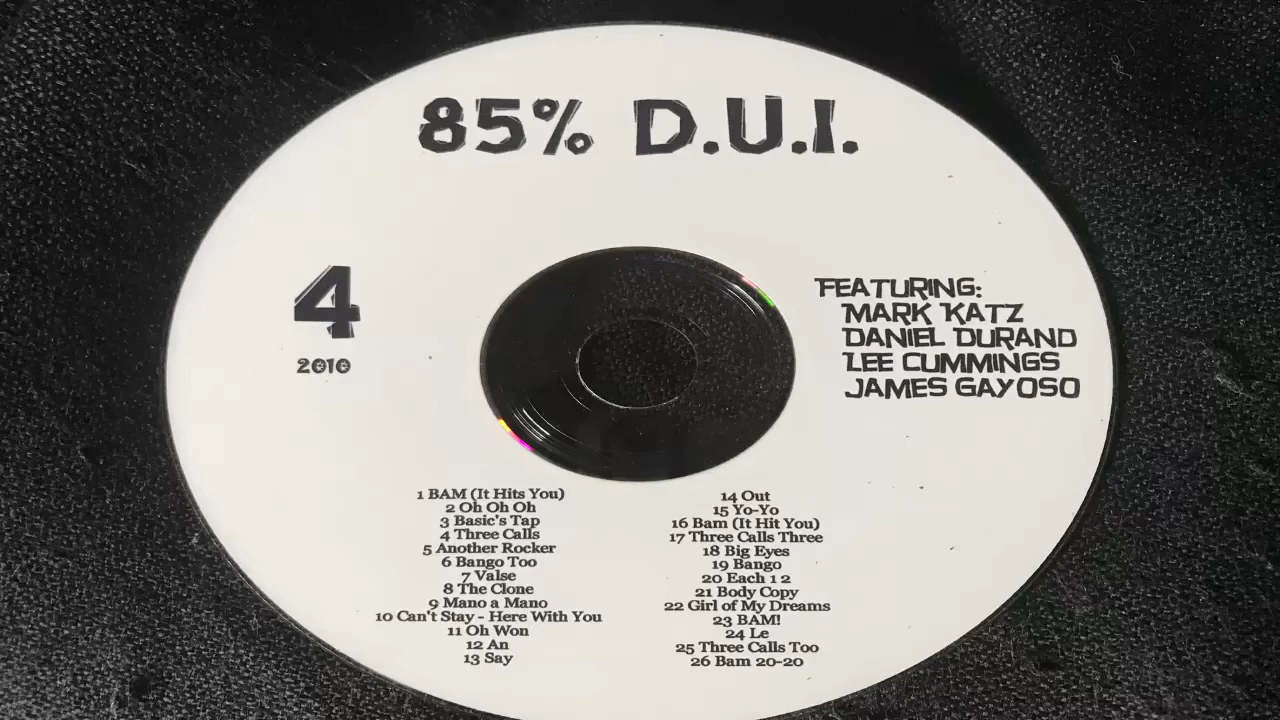 85% D.U.I.
4
2010
FEATURING:
MARK KATZ
DANIEL DURAND
LEE CUMMINGS
JAMES GAYOSO
1 BAM (It Hits You)
2 Oh Oh Oh
3 Basic's Tap
4 Three Calls
5 Another Rocker
6 Bango Too
7 Valse
8 The Clone
9 Mano a Mano
10 Can't Stay - Here With You
11 Oh Won
12 An
13 Say
14 Out
15 Yo-Yo
16 Bam (It Hit You)
17 Three Calls Three
18 Big Eyes
19 Bango
20 Each 1 2
21 Body Copy
22 Girl of My Dreams
23 BAM!
24 Le
25 Three Calls Too
26 Bam 20-20